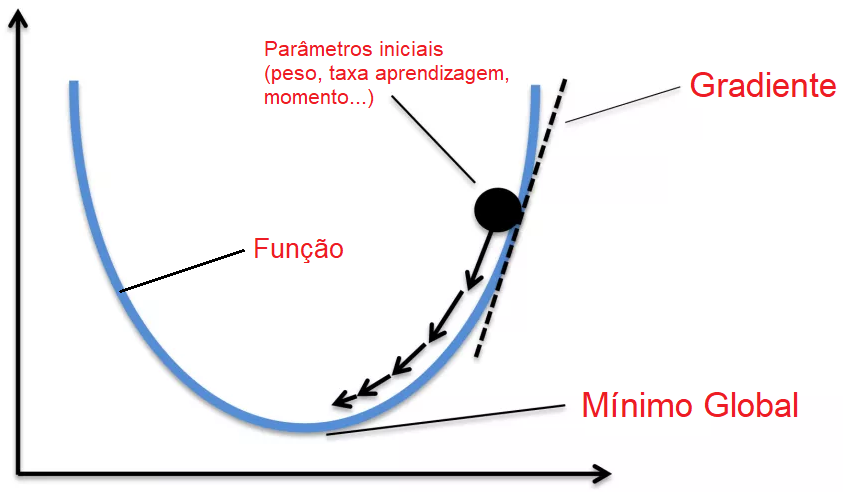 Parâmetros iniciais
(peso, taxa aprendizagem,
momento...)
Gradiente
Função
Mínimo Global